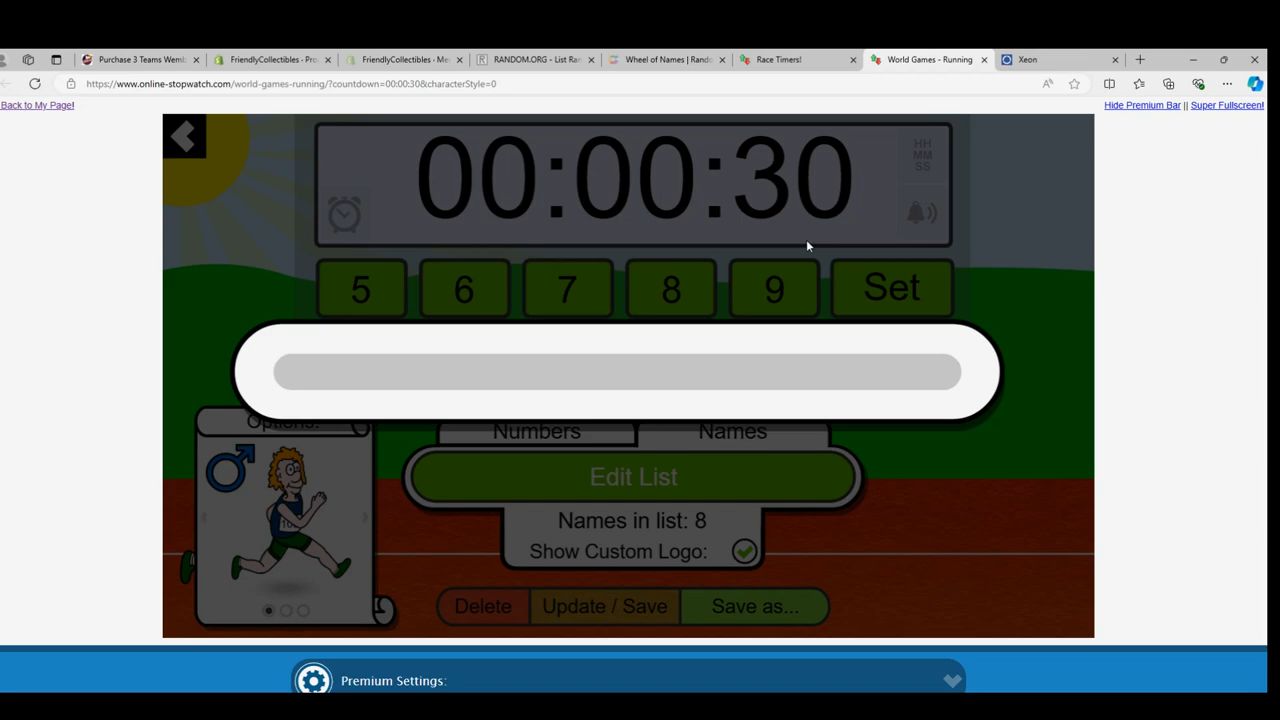 Purchase 3 Teams Wemb
FriendlyCollectibles - Pro
FriendlyCollectibles - Me
RANDOM.ORG - List Ran
Wheel of Names | Rando
Race Timers!
World Games - Running
Xeon
https://www.online-stopwatch.com/world-games-running/?countdown=00:00:30&characterStyle=0
Back to My Page!
Hide Premium Bar || Super Fullscreen!
00:00:30
HH
MM
SS
5 6 7 8 9 Set
Options:
Numbers Names
Edit List
Names in list: 8
Show Custom Logo:
Delete Update / Save Save as...
Premium Settings: